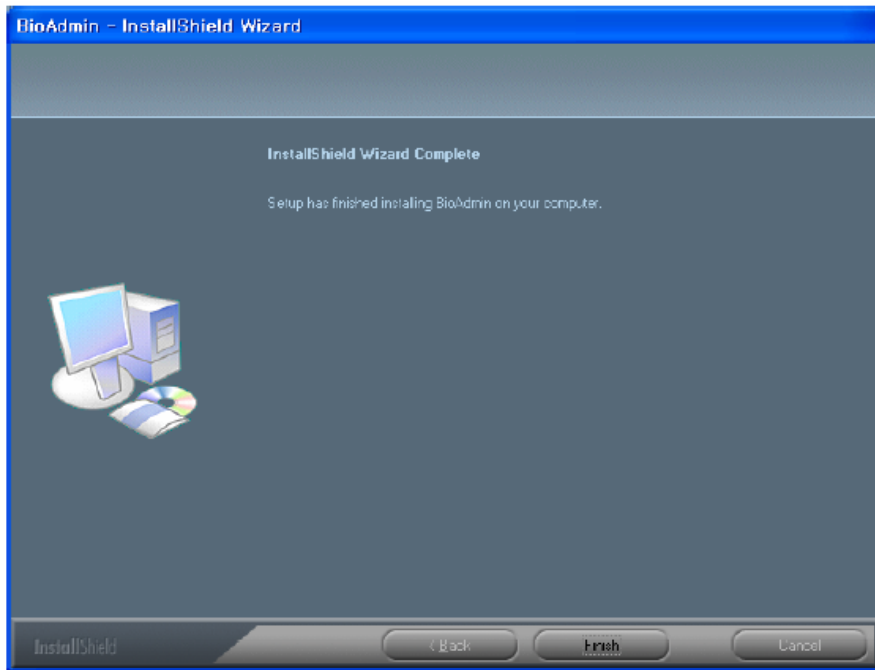 BioAdmin - InstallShield Wizard
InstallShield Wizard Complete
Setup has finished installing BioAdmin on your computer.
InstallShield
< Back
Finish
Cancel